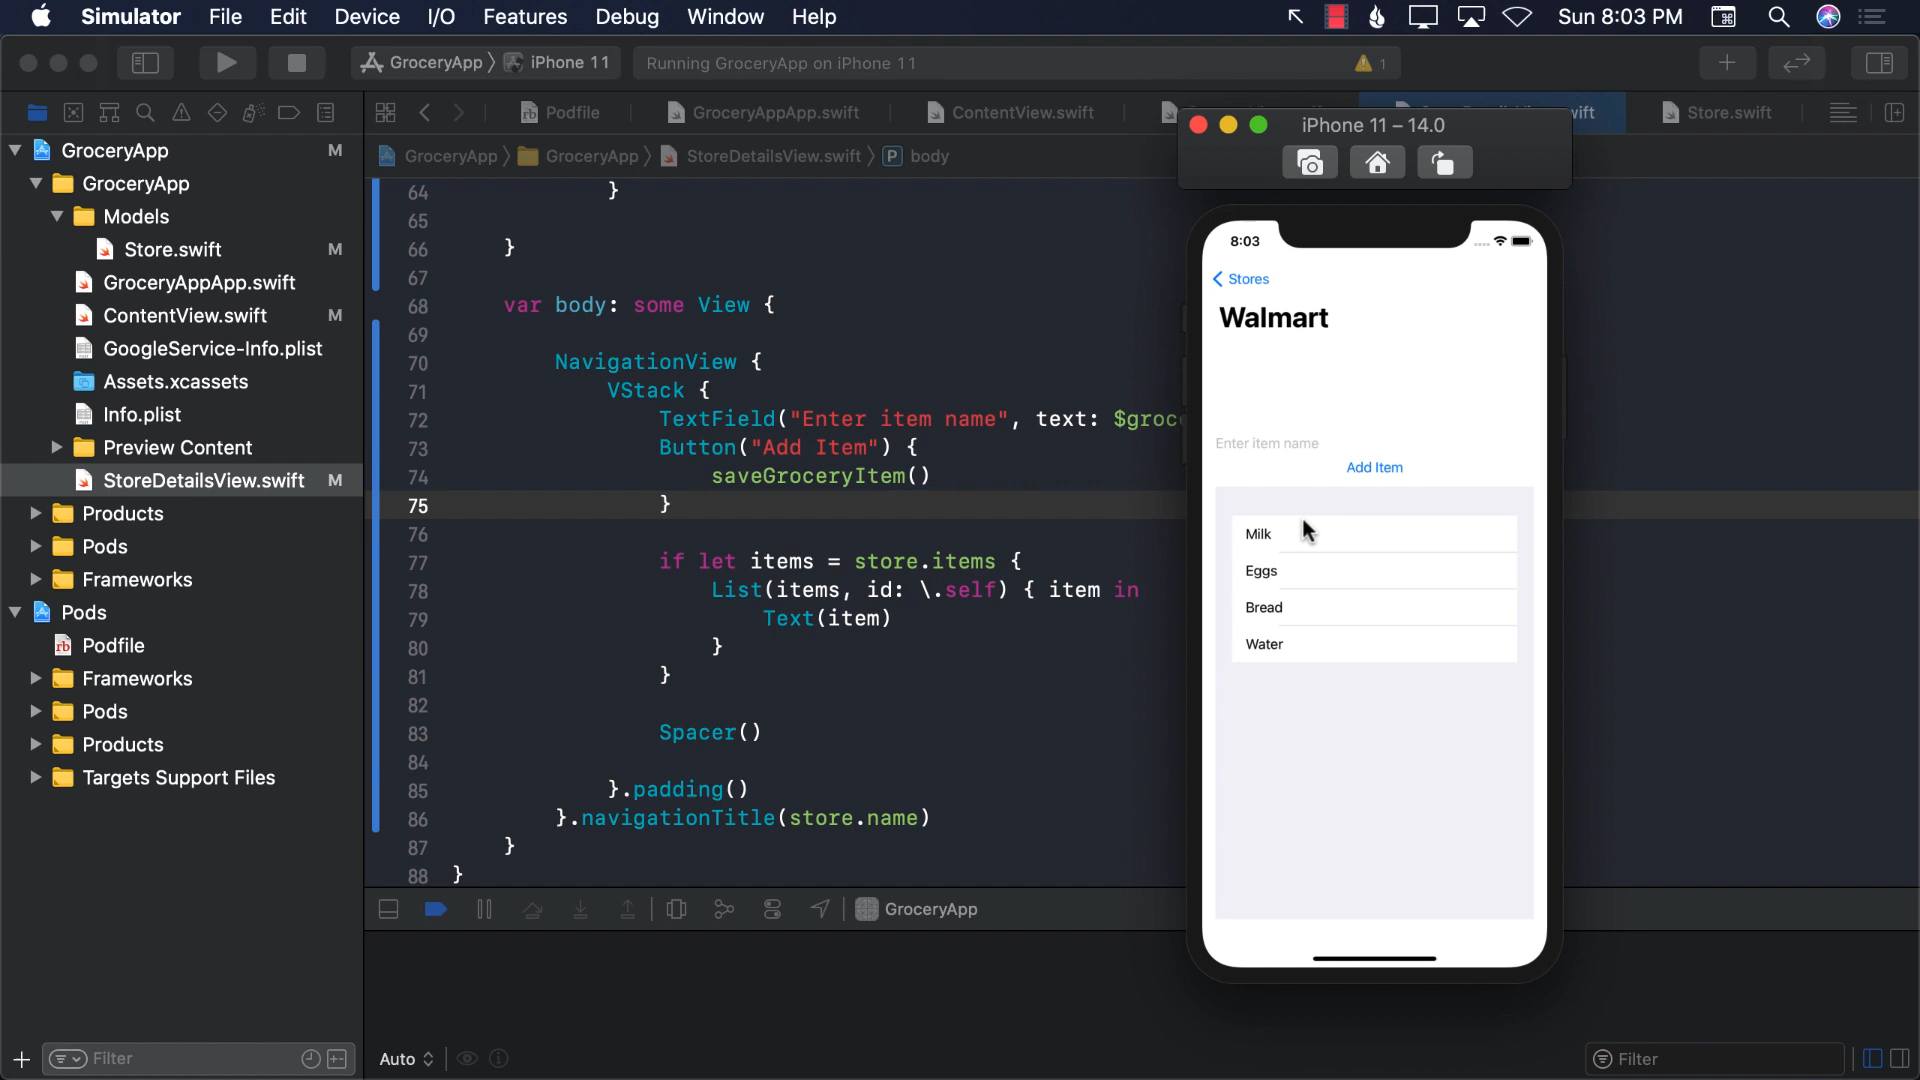 Simulator File Edit Device I/O Features Debug Window Help Sun 8:03 PM
GroceryApp 〉 iPhone 11 Running GroceryApp on iPhone 11 1
Podfile GroceryAppApp.swift ContentView.swift Store.swift
GroceryApp 〉 GroceryApp 〉 StoreDetailsView.swift 〉 P body
GroceryApp M
GroceryApp
Models
Store.swift M
GroceryAppApp.swift
ContentView.swift M
GoogleService-Info.plist
Assets.xcassets
Info.plist
Preview Content
StoreDetailsView.swift M
Products
Pods
Frameworks
Pods
rb Podfile
Frameworks
Pods
Products
Targets Support Files
Filter
64 }
65
66 }
67
68 var body: some View {
69
70 NavigationView {
71 VStack {
72 TextField("Enter item name", text: $groc
73 Button("Add Item") {
74 saveGroceryItem()
75 }
76
77 if let items = store.items {
78 List(items, id: \.self) { item in
79 Text(item)
80 }
81 }
82
83 Spacer()
84
85 }.padding()
86 }.navigationTitle(store.name)
87 }
88 }
GroceryApp
Auto
Filter
iPhone 11 – 14.0
8:03
Stores
Walmart
Enter item name
Add Item
Milk
Eggs
Bread
Water